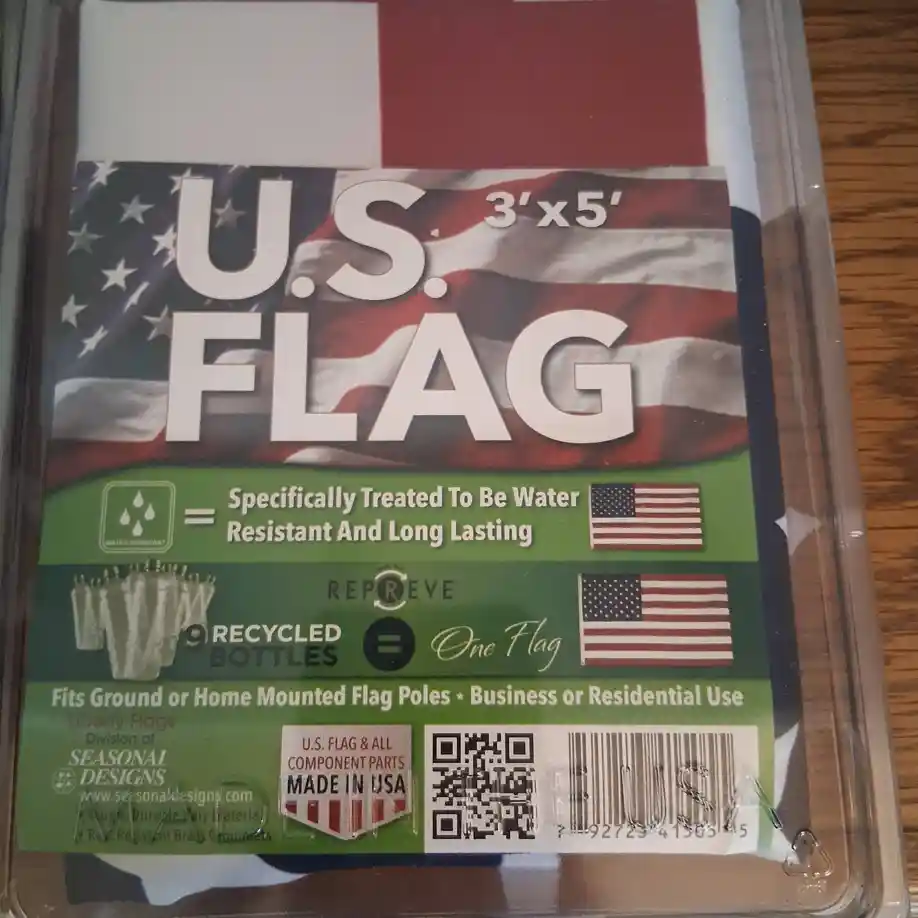 U.S. 3'x5'
FLAG
= Specifically Treated To Be Water
Resistant And Long Lasting
REPREVE
9 RECYCLED
BOTTLES
=
One Flag
Fits Ground or Home Mounted Flag Poles • Business or Residential Use
Flags
Division of
SEASONAL
DESIGNS
www.seasonaldesigns.com
U.S. FLAG & ALL
COMPONENT PARTS
MADE IN USA